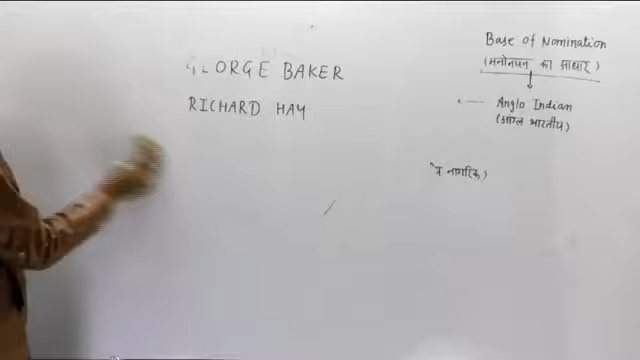 GEORGE BAKER
RICHARD HAY
Base of Nomination
(मनोनयन का आधार)
Anglo Indian
(आंग्ल भारतीय)
नागरिक)